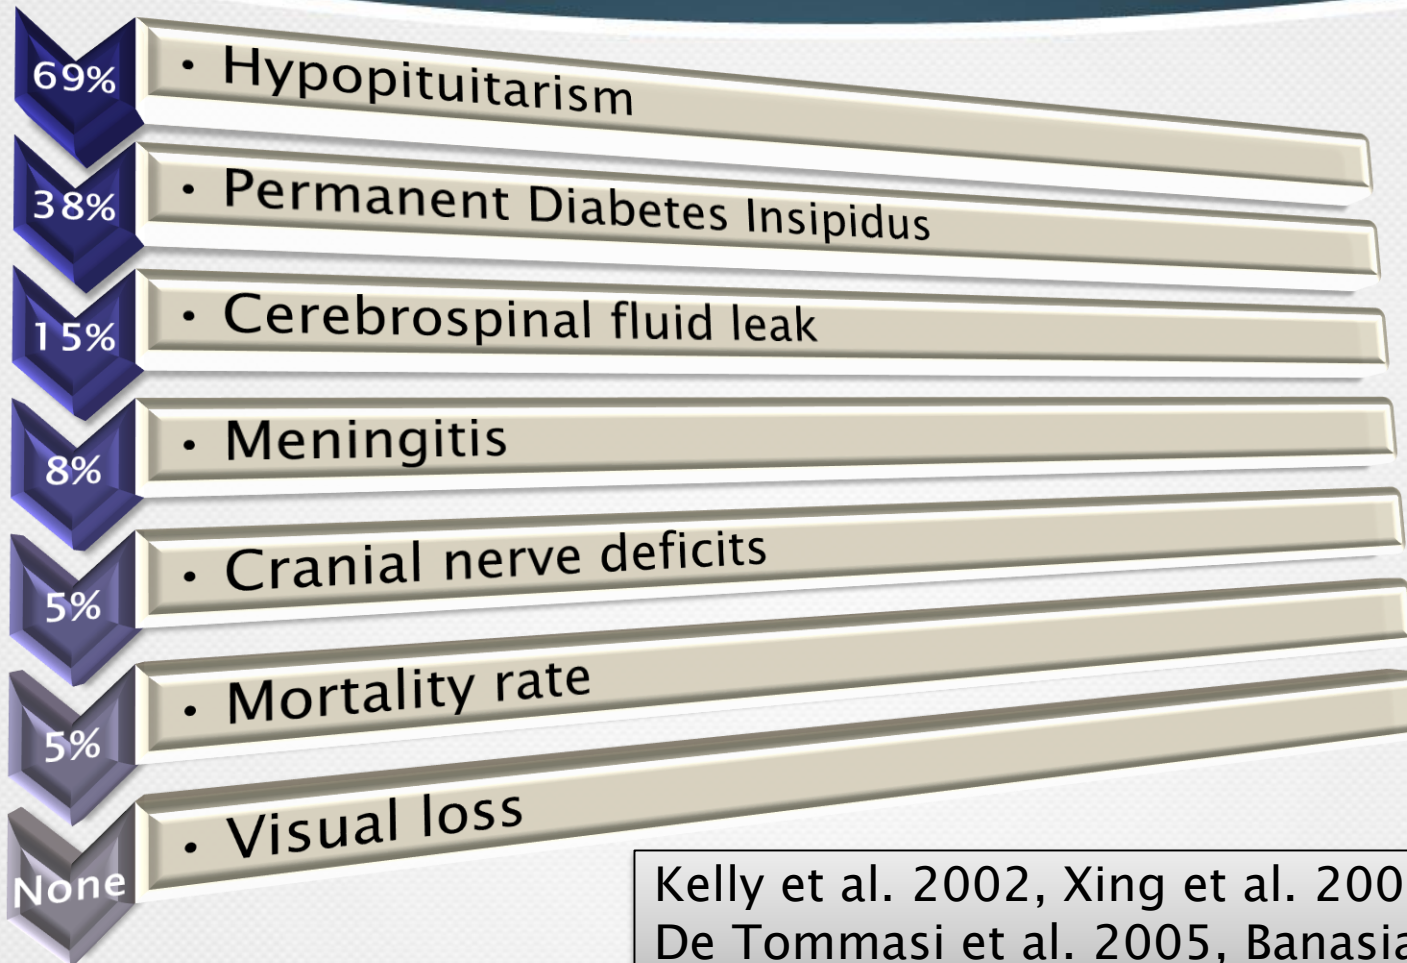 69% • Hypopituitarism
38% • Permanent Diabetes Insipidus
15% • Cerebrospinal fluid leak
8% • Meningitis
5% • Cranial nerve deficits
5% • Mortality rate
None • Visual loss
Kelly et al. 2002, Xing et al.
De Tommasi et al. 2005,